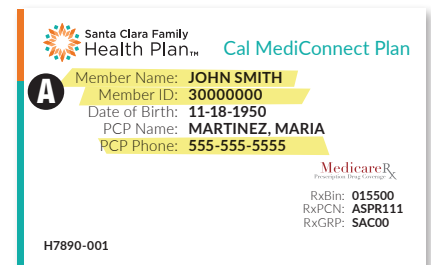 Santa Clara Family
Health Plan™ Cal MediConnect Plan
A
Member Name: JOHN SMITH
Member ID: 30000000
Date of Birth: 11-18-1950
PCP Name: MARTINEZ, MARIA
PCP Phone: 555-555-5555
MedicareRx
Prescription Drug Coverage
RxBin: 015500
RxPCN: ASPR111
RxGRP: SAC00
H7890-001